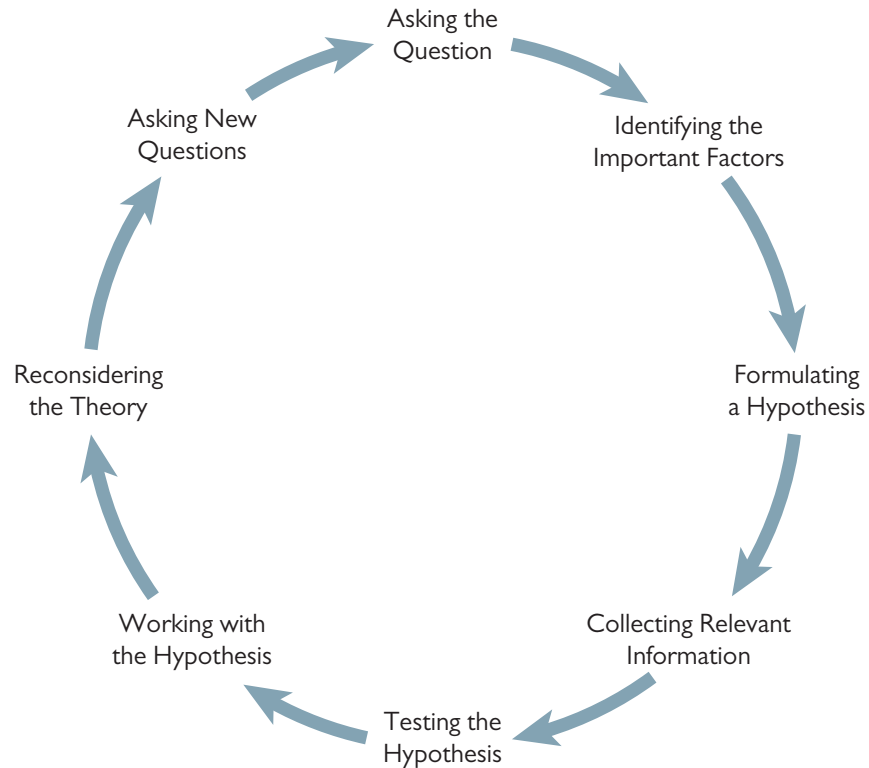 Asking the
Question
Identifying the
Important Factors
Formulating
a Hypothesis
Collecting Relevant
Information
Testing the
Hypothesis
Working with
the Hypothesis
Reconsidering
the Theory
Asking New
Questions